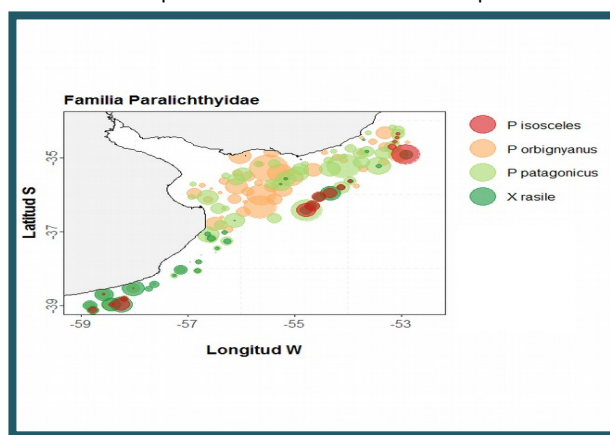 Familia Paralichthyidae
P isosceles
P orbignyanus
P patagonicus
X rasile
Latitud S
-35
-37
-39
-59
-57
-55
-53
Longitud W